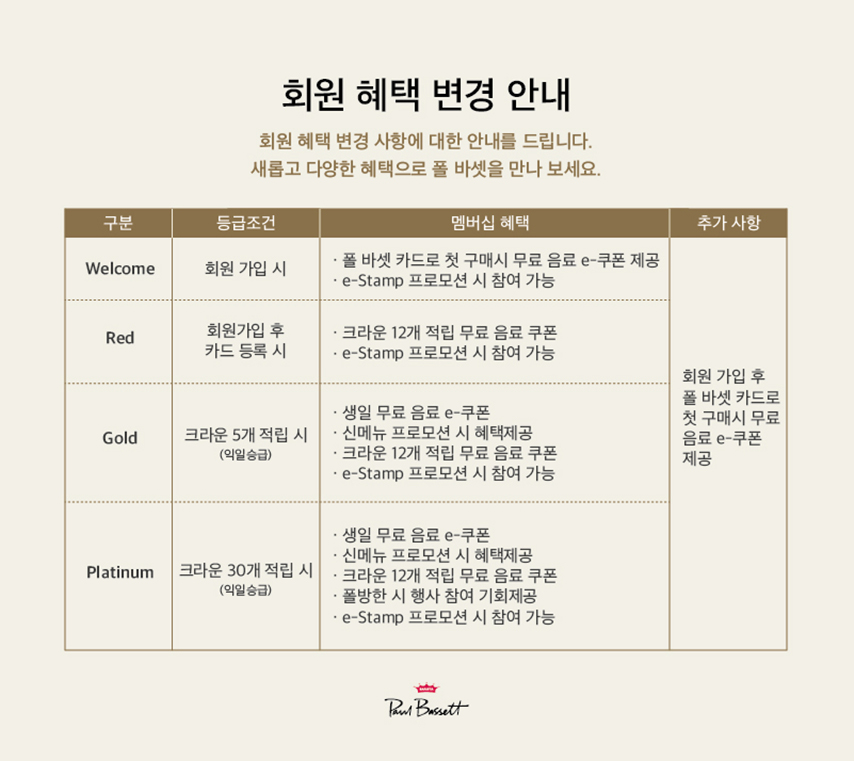 회원 혜택 변경 안내
회원 혜택 변경 사항에 대한 안내를 드립니다.
새롭고 다양한 혜택으로 폴 바셋을 만나 보세요.
구분 등급조건 멤버십 혜택 추가 사항
Welcome 회원 가입 시
· 폴 바셋 카드로 첫 구매시 무료 음료 e-쿠폰 제공
· e-Stamp 프로모션 시 참여 가능
Red
회원가입 후
카드 등록 시
· 크라운 12개 적립 무료 음료 쿠폰
· e-Stamp 프로모션 시 참여 가능
Gold
크라운 5개 적립 시
(익일승급)
· 생일 무료 음료 e-쿠폰
· 신메뉴 프로모션 시 혜택제공
· 크라운 12개 적립 무료 음료 쿠폰
· e-Stamp 프로모션 시 참여 가능
Platinum
크라운 30개 적립 시
(익일승급)
· 생일 무료 음료 e-쿠폰
· 신메뉴 프로모션 시 혜택제공
· 크라운 12개 적립 무료 음료 쿠폰
· 폴방한 시 행사 참여 기회제공
· e-Stamp 프로모션 시 참여 가능
회원 가입 후
폴 바셋 카드로
첫 구매시 무료
음료 e-쿠폰
제공
Paul Bassett